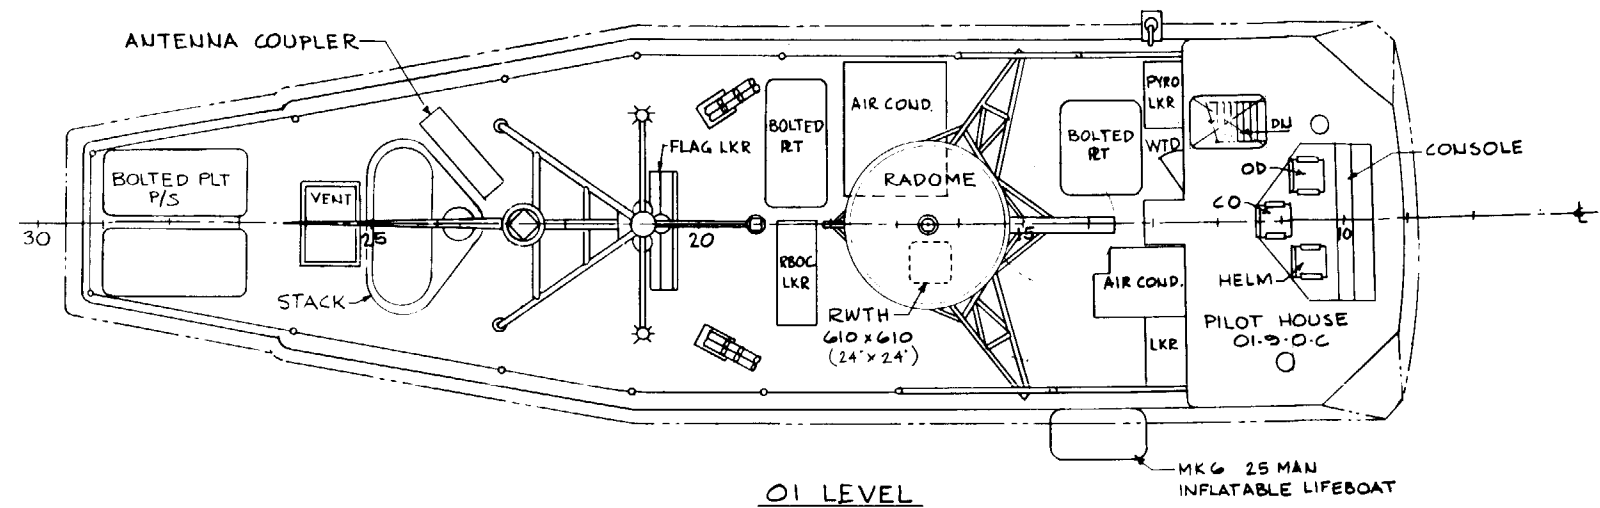 ANTENNA COUPLER
BOLTED PLT
P/S
VENT
STACK
FLAG LKR
BOLTED
PLT
AIR COND.
RADOME
RBOC
LKR
RWTH
610 x 610
(24" x 24")
BOLTED
PLT
PYRO
LKR
WTD
DN
OD
CO
HELM
CONSOLE
AIR COND.
LKR
PILOT HOUSE
01-9-0-C
30
25
20
15
10
℄
MK6 25 MAN
INFLATABLE LIFEBOAT
01 LEVEL